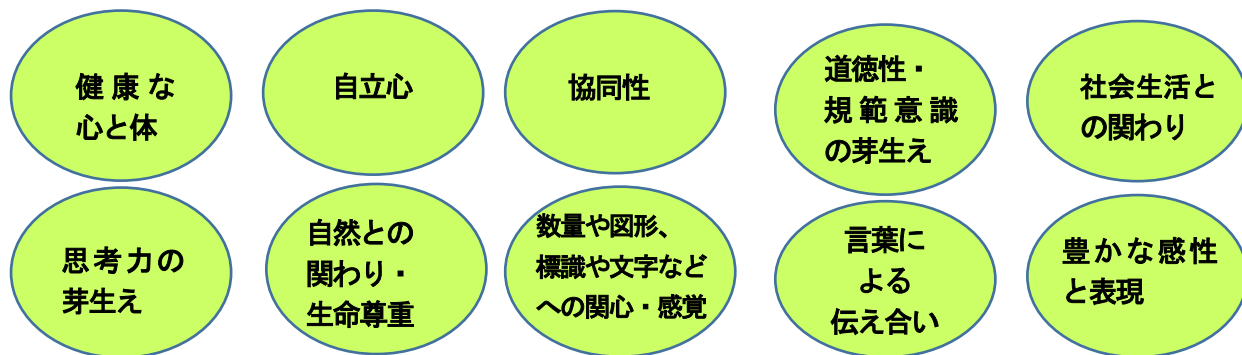 健康な
心と体
自立心
協同性
道徳性・
規範意識
の芽生え
社会生活と
の関わり
思考力の
芽生え
自然との
関わり・
生命尊重
数量や図形、
標識や文字など
への関心・感覚
言葉に
よる
伝え合い
豊かな感性
と表現